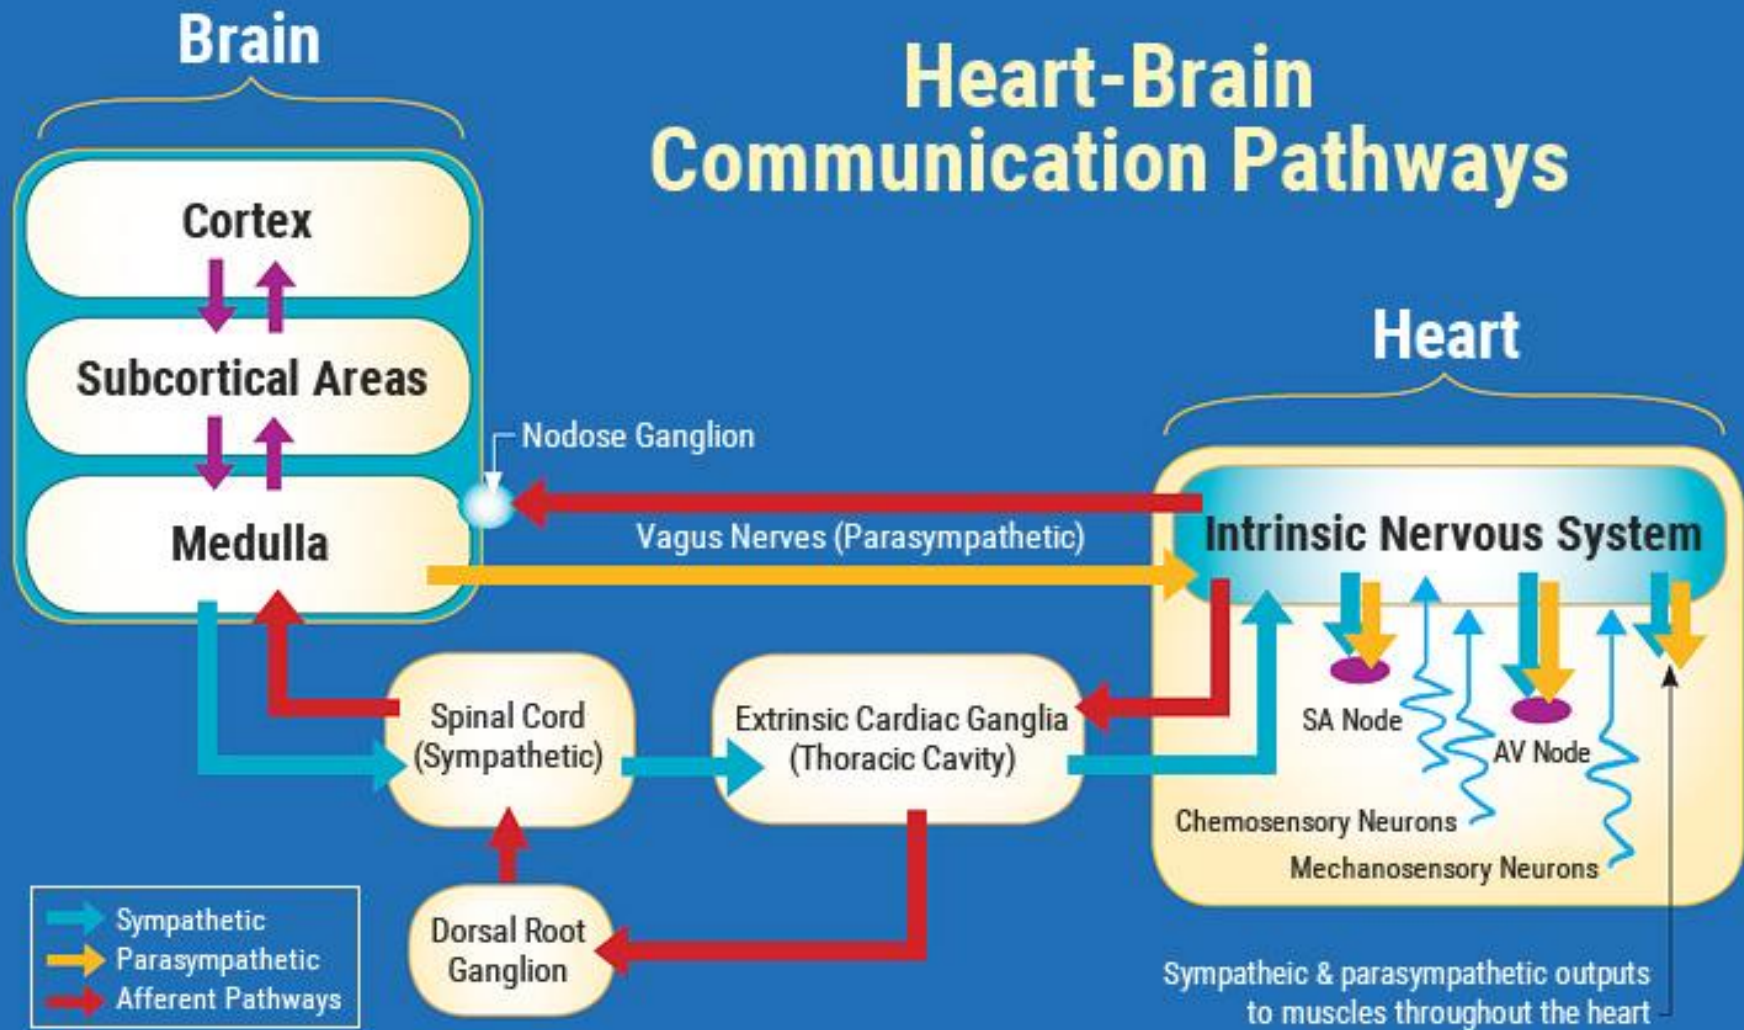 Brain
Heart-Brain
Communication Pathways
Cortex
Subcortical Areas
Medulla
Nodose Ganglion
Vagus Nerves (Parasympathetic)
Heart
Intrinsic Nervous System
SA Node
AV Node
Chemosensory Neurons
Mechanosensory Neurons
Spinal Cord
(Sympathetic)
Extrinsic Cardiac Ganglia
(Thoracic Cavity)
Dorsal Root
Ganglion
Sympathetic
Parasympathetic
Afferent Pathways
Sympatheic & parasympathetic outputs
to muscles throughout the heart